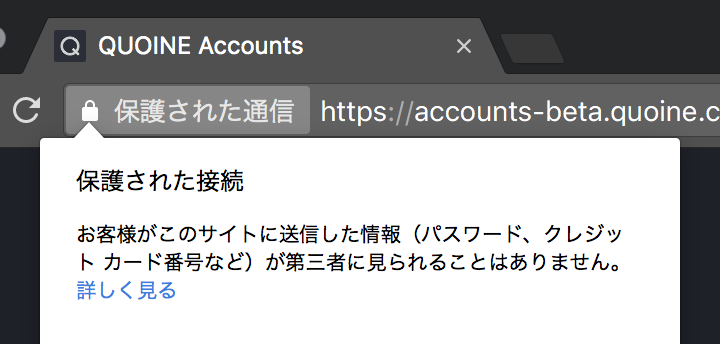 Q QUOINE Accounts
保護された通信 https://accounts-beta.quoine.c
保護された接続
お客様がこのサイトに送信した情報（パスワード、クレジッ
ト カード番号など）が第三者に見られることはありません。
詳しく見る